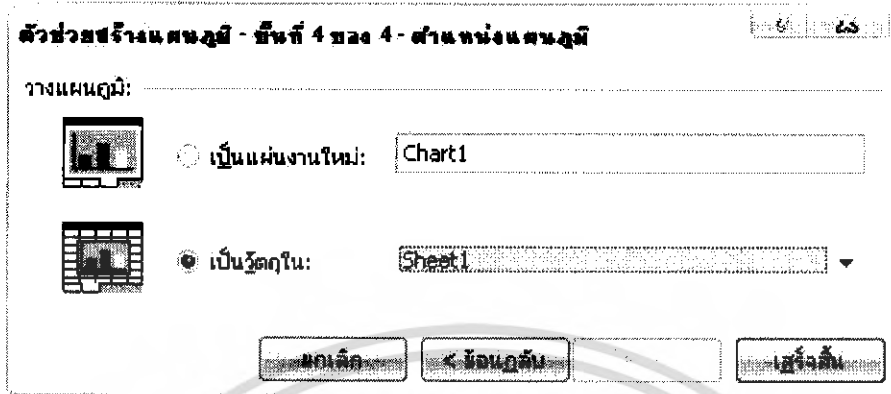 ตัวช่วยสร้างแผนภูมิ - ขั้นที่ 4 ของ 4 - ตำแหน่งแผนภูมิ
วางแผนภูมิ:
เป็นแผ่นงานใหม่: Chart1
เป็นวัตถุใน: Sheet1
ยกเลิก < ย้อนกลับ เสร็จสิ้น